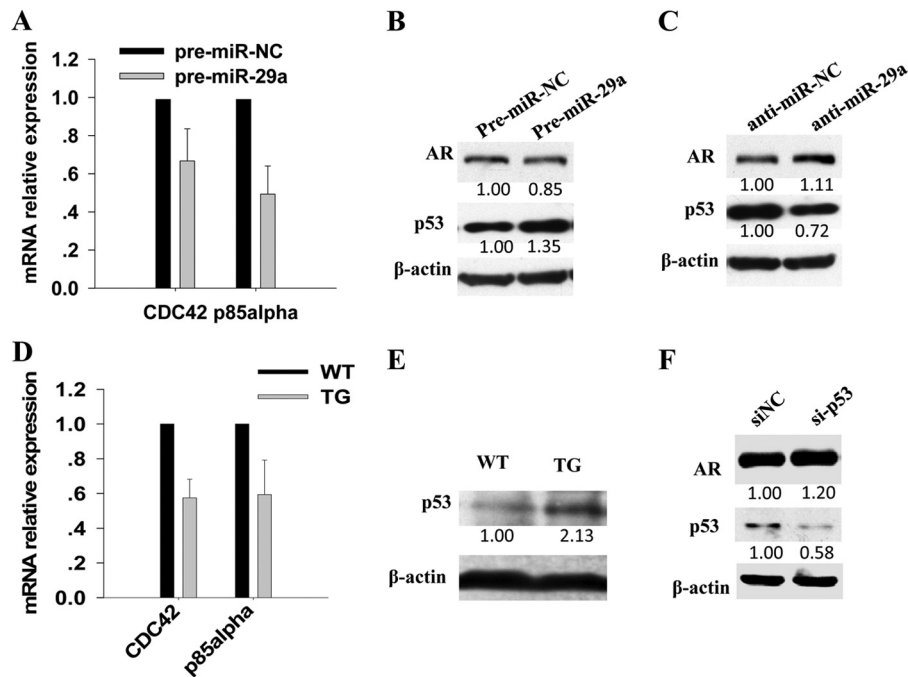 A
mRNA relative expression
1.2
1.0
.8
.6
.4
.2
0.0
pre-miR-NC
pre-miR-29a
CDC42 p85alpha
B
Pre-miR-NC
Pre-miR-29a
AR
1.00 0.85
p53
1.00 1.35
β-actin
C
anti-miR-NC
anti-miR-29a
AR
1.00 1.11
p53
1.00 0.72
β-actin
D
mRNA relative expression
1.2
1.0
.8
.6
.4
.2
0.0
WT
TG
CDC42
p85alpha
E
WT TG
p53
1.00 2.13
β-actin
F
siNC
si-p53
AR
1.00 1.20
p53
1.00 0.58
β-actin